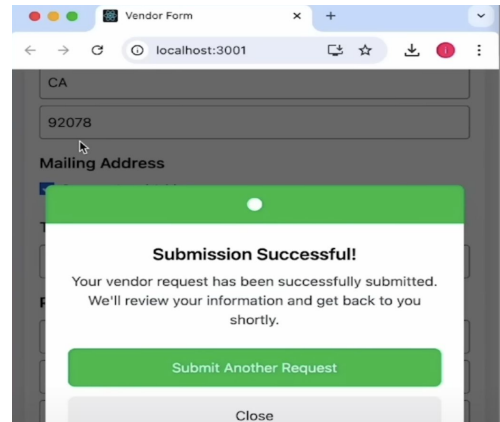 Vendor Form
localhost:3001
CA
92078
Mailing Address
Submission Successful!
Your vendor request has been successfully submitted.
We'll review your information and get back to you
shortly.
Submit Another Request
Close